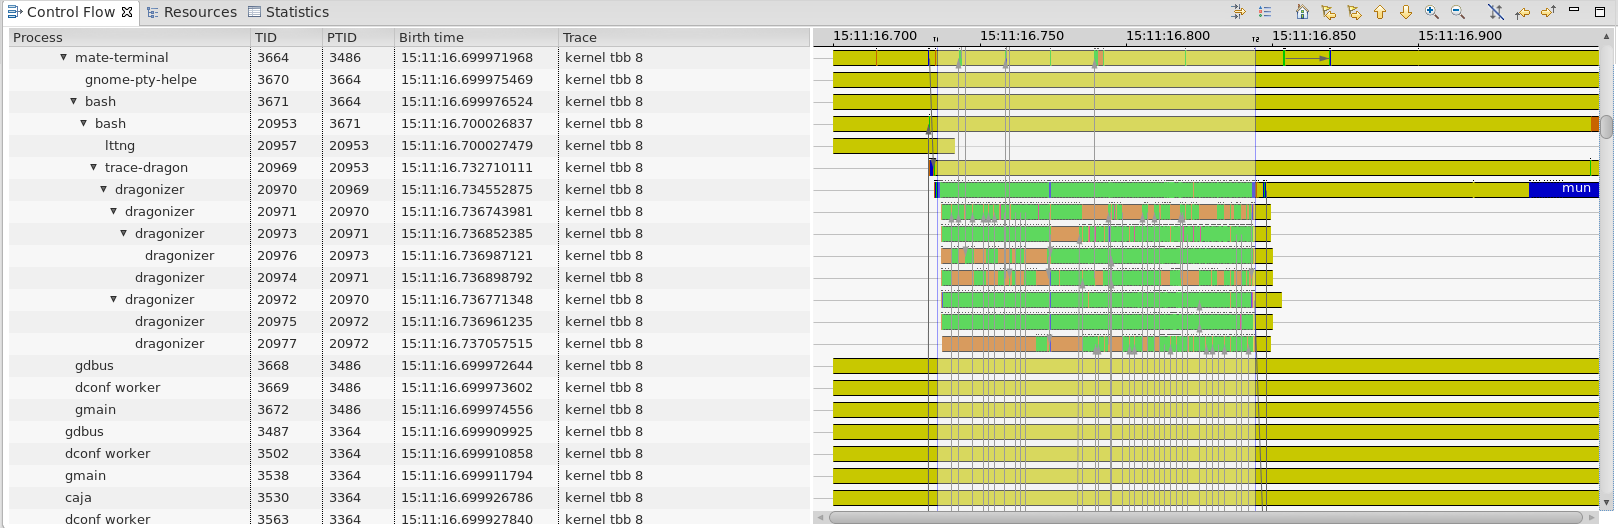 Control Flow Resources Statistics
Process TID PTID Birth time Trace 15:11:16.700 T1 15:11:16.750 15:11:16.800 T2 15:11:16.850 15:11:16.900
mate-terminal 3664 3486 15:11:16.699971968 kernel tbb 8
gnome-pty-helpe 3670 3664 15:11:16.699975469 kernel tbb 8
bash 3671 3664 15:11:16.699976524 kernel tbb 8
bash 20953 3671 15:11:16.700026837 kernel tbb 8
lttng 20957 20953 15:11:16.700027479 kernel tbb 8
trace-dragon 20969 20953 15:11:16.732710111 kernel tbb 8
dragonizer 20970 20969 15:11:16.734552875 kernel tbb 8 mun
dragonizer 20971 20970 15:11:16.736743981 kernel tbb 8
dragonizer 20973 20971 15:11:16.736852385 kernel tbb 8
dragonizer 20976 20973 15:11:16.736987121 kernel tbb 8
dragonizer 20974 20971 15:11:16.736898792 kernel tbb 8
dragonizer 20972 20970 15:11:16.736771348 kernel tbb 8
dragonizer 20975 20972 15:11:16.736961235 kernel tbb 8
dragonizer 20977 20972 15:11:16.737057515 kernel tbb 8
gdbus 3668 3486 15:11:16.699972644 kernel tbb 8
dconf worker 3669 3486 15:11:16.699973602 kernel tbb 8
gmain 3672 3486 15:11:16.699974556 kernel tbb 8
gdbus 3487 3364 15:11:16.699909925 kernel tbb 8
dconf worker 3502 3364 15:11:16.699910858 kernel tbb 8
gmain 3538 3364 15:11:16.699911794 kernel tbb 8
caja 3530 3364 15:11:16.699926786 kernel tbb 8
dconf worker 3563 3364 15:11:16.699927840 kernel tbb 8